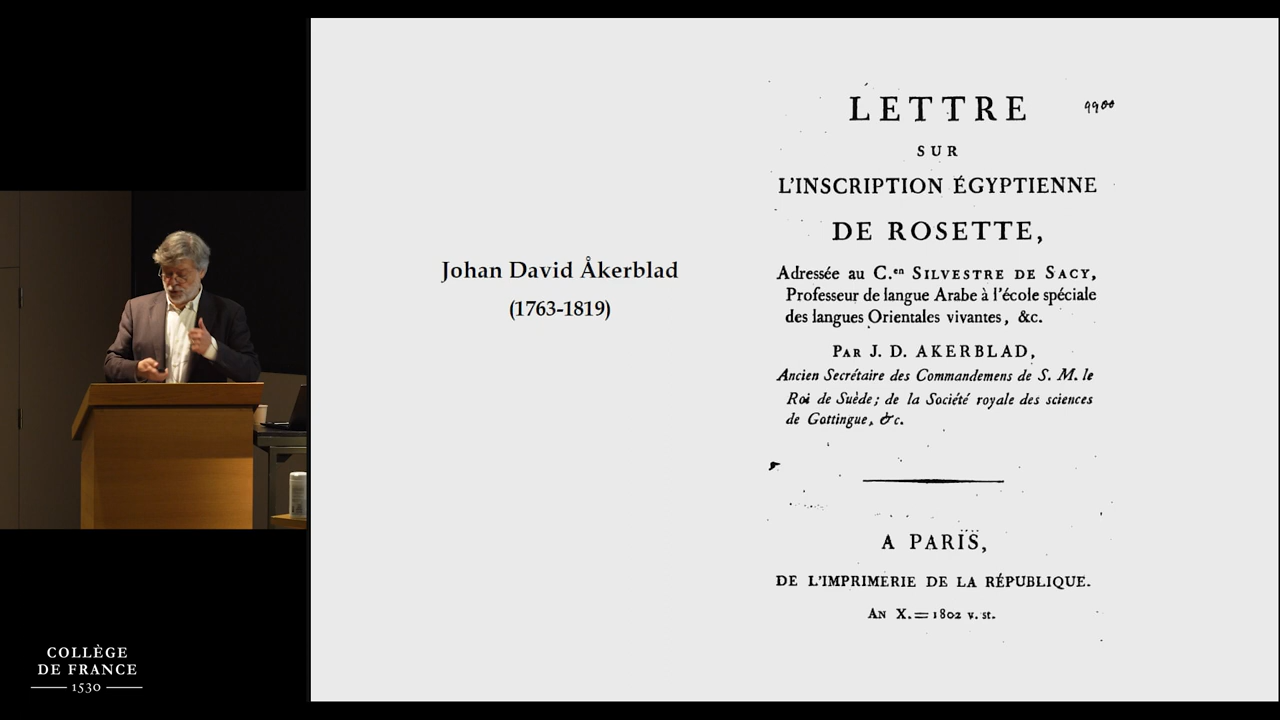 Johan David Åkerblad
(1763-1819)
LETTRE
9900
SUR
L'INSCRIPTION ÉGYPTIENNE
DE ROSETTE,
Adressée au C.en SILVESTRE DE SACY,
Professeur de langue Arabe à l'école spéciale
des langues Orientales vivantes, &c.
PAR J. D. AKERBLAD,
Ancien Secrétaire des Commandemens de S. M. le
Roi de Suède; de la Société royale des sciences
de Gottingue, &c.
A PARIS,
DE L'IMPRIMERIE DE LA RÉPUBLIQUE.
AN X.=1802 v. st.
COLLÈGE
DE FRANCE
1530